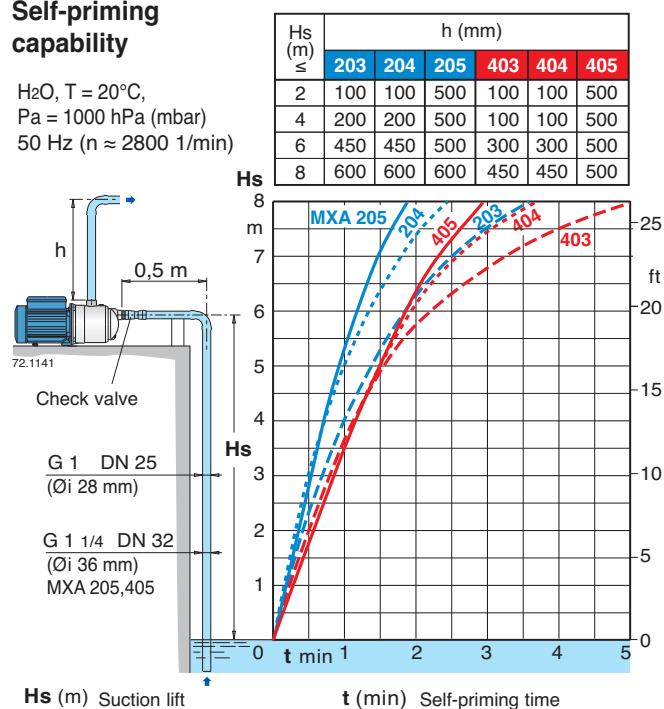 Self-priming
capability
H2O, T = 20°C,
Pa = 1000 hPa (mbar)
50 Hz (n ≈ 2800 1/min)
Hs (m) ≤ h (mm)
203 204 205 403 404 405
2 100 100 500 100 100 500
4 200 200 500 100 100 500
6 450 450 500 300 300 500
8 600 600 600 450 450 500
Hs
m
8
7
6
5
4
3
2
1
0
MXA 205
204
405
203
404
403
25
ft
20
15
10
5
0
h
0,5 m
72.1141
Check valve
Hs
G 1 DN 25
(Øi 28 mm)
G 1 1/4 DN 32
(Øi 36 mm)
MXA 205,405
t min 1 2 3 4 5
Hs (m) Suction lift
t (min) Self-priming time